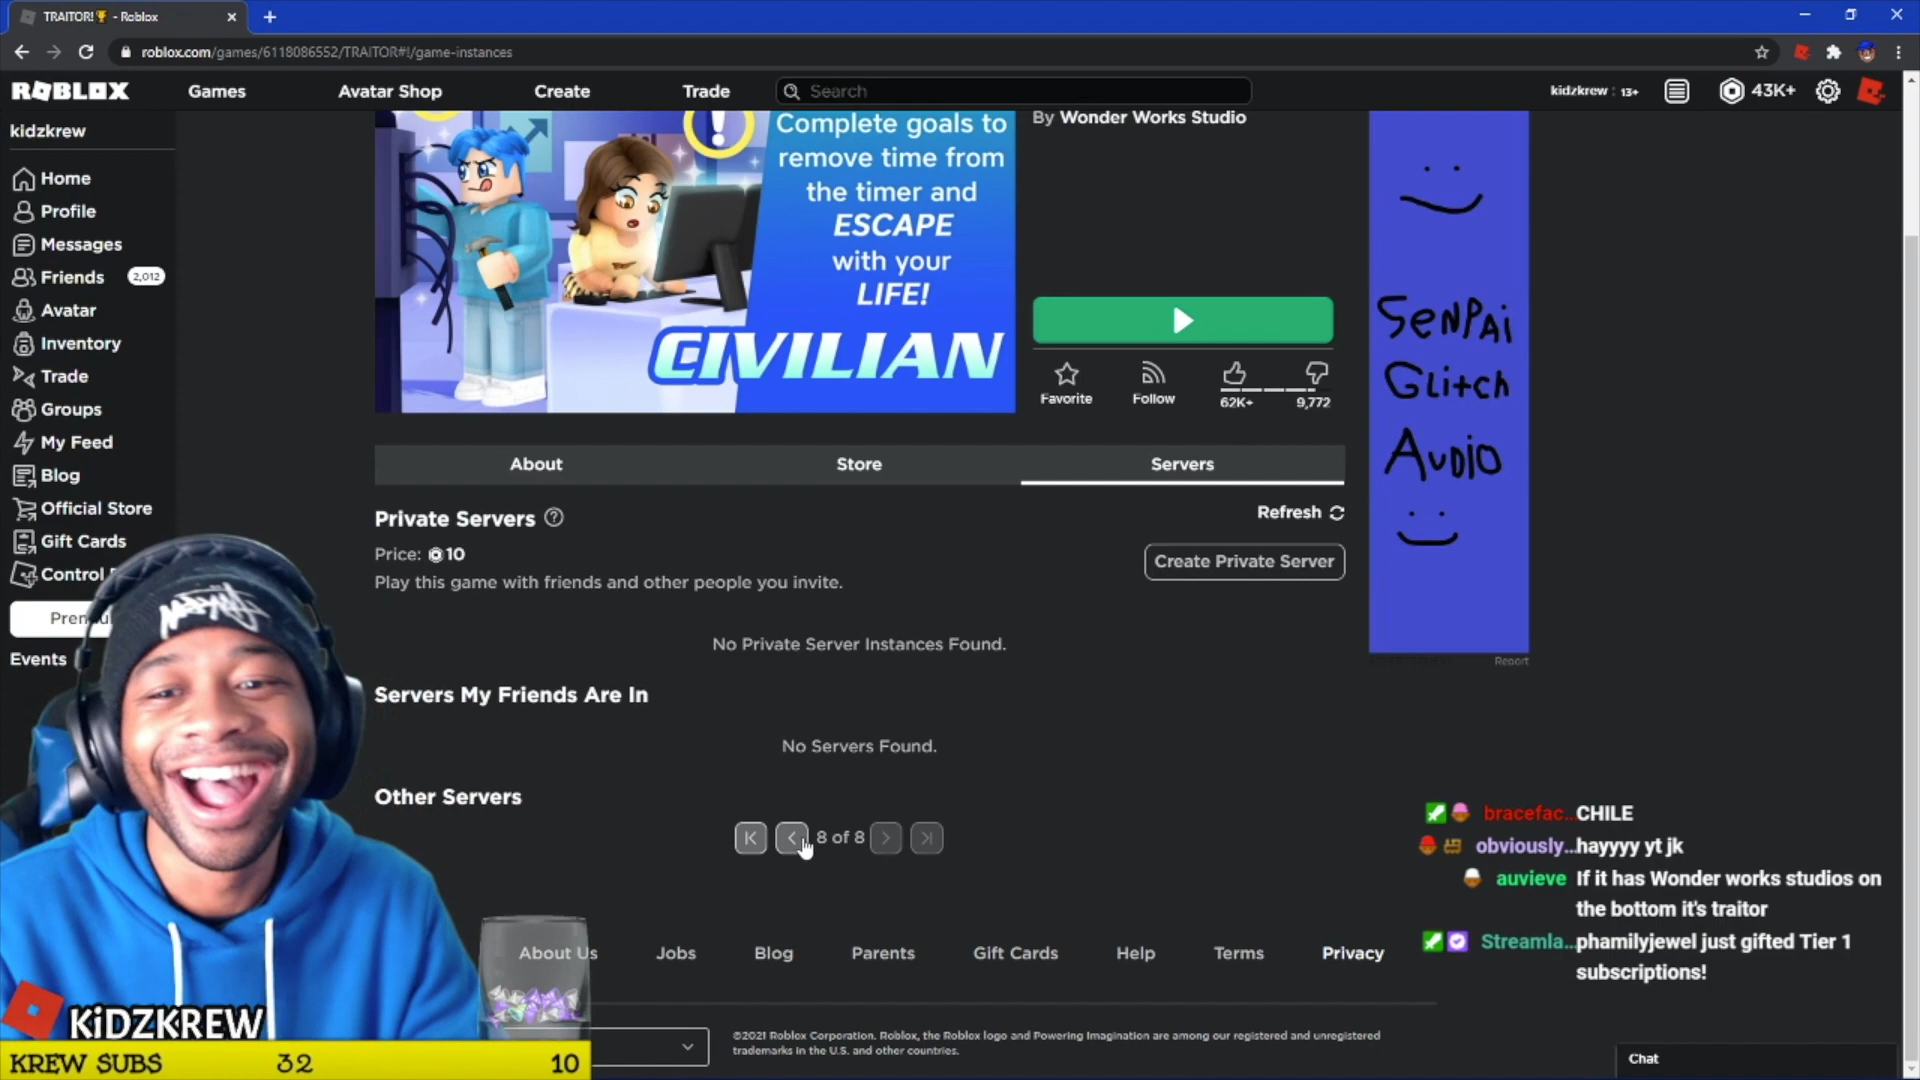 TRAITOR!🏆 - Roblox
roblox.com/games/6118086552/TRAITOR#!/game-instances
ROBLOX
Games
Avatar Shop
Create
Trade
Search
kidzkrew : 13+
43K+
kidzkrew
Home
Profile
Messages
Friends
2,012
Avatar
Inventory
Trade
Groups
My Feed
Blog
Official Store
Gift Cards
Control
Events
Complete goals to
remove time from
the timer and
ESCAPE
with your
LIFE!
CIVILIAN
By Wonder Works Studio
Favorite
Follow
62K+
9,772
SENPAi
GLitch
AUDIO
Report
About
Store
Servers
Private Servers
Refresh
Price: 10
Create Private Server
Play this game with friends and other people you invite.
No Private Server Instances Found.
Servers My Friends Are In
No Servers Found.
Other Servers
8 of 8
bracefac...CHILE
obviously...hayyyy yt jk
auvieve If it has Wonder works studios on
the bottom it's traitor
Streamla...phamilyjewel just gifted Tier 1
subscriptions!
About Us
Jobs
Blog
Parents
Gift Cards
Help
Terms
Privacy
©2021 Roblox Corporation. Roblox, the Roblox logo and Powering Imagination are among our registered and unregistered
trademarks in the U.S. and other countries.
Chat
KiDZKREW
KREW SUBS 32 10